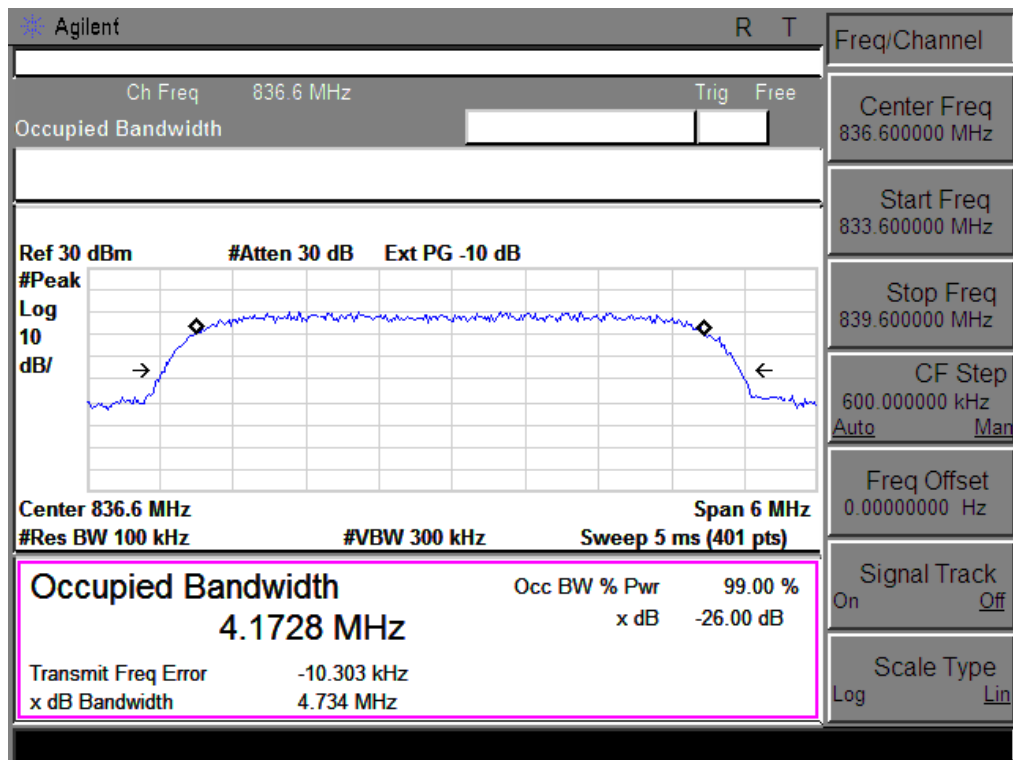 Agilent R T
Ch Freq 836.6 MHz Trig Free
Occupied Bandwidth
Ref 30 dBm #Atten 30 dB Ext PG -10 dB
#Peak
Log
10
dB/
Center 836.6 MHz Span 6 MHz
#Res BW 100 kHz #VBW 300 kHz Sweep 5 ms (401 pts)
Occupied Bandwidth
4.1728 MHz
Occ BW % Pwr 99.00 %
x dB -26.00 dB
Transmit Freq Error -10.303 kHz
x dB Bandwidth 4.734 MHz
Freq/Channel
Center Freq
836.600000 MHz
Start Freq
833.600000 MHz
Stop Freq
839.600000 MHz
CF Step
600.000000 kHz
Auto Man
Freq Offset
0.00000000 Hz
Signal Track
On Off
Scale Type
Log Lin